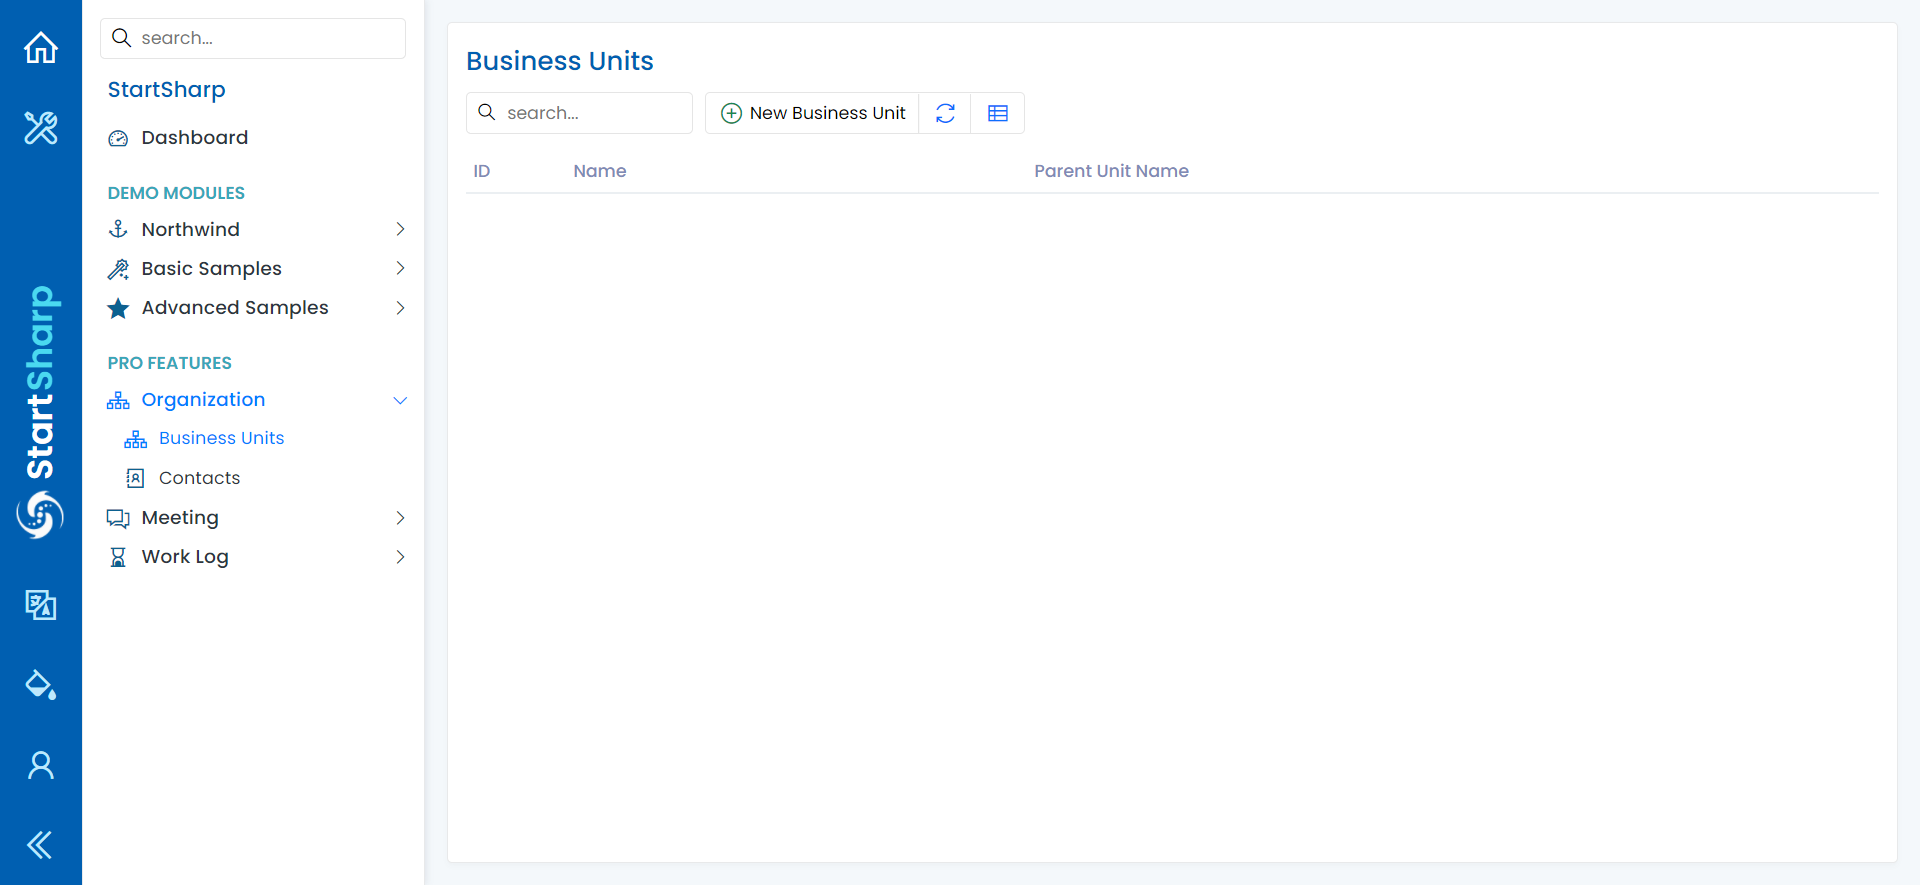 search...
StartSharp
Dashboard
DEMO MODULES
Northwind
Basic Samples
Advanced Samples
PRO FEATURES
Organization
Business Units
Contacts
Meeting
Work Log
StartSharp
Business Units
search...
New Business Unit
ID Name Parent Unit Name